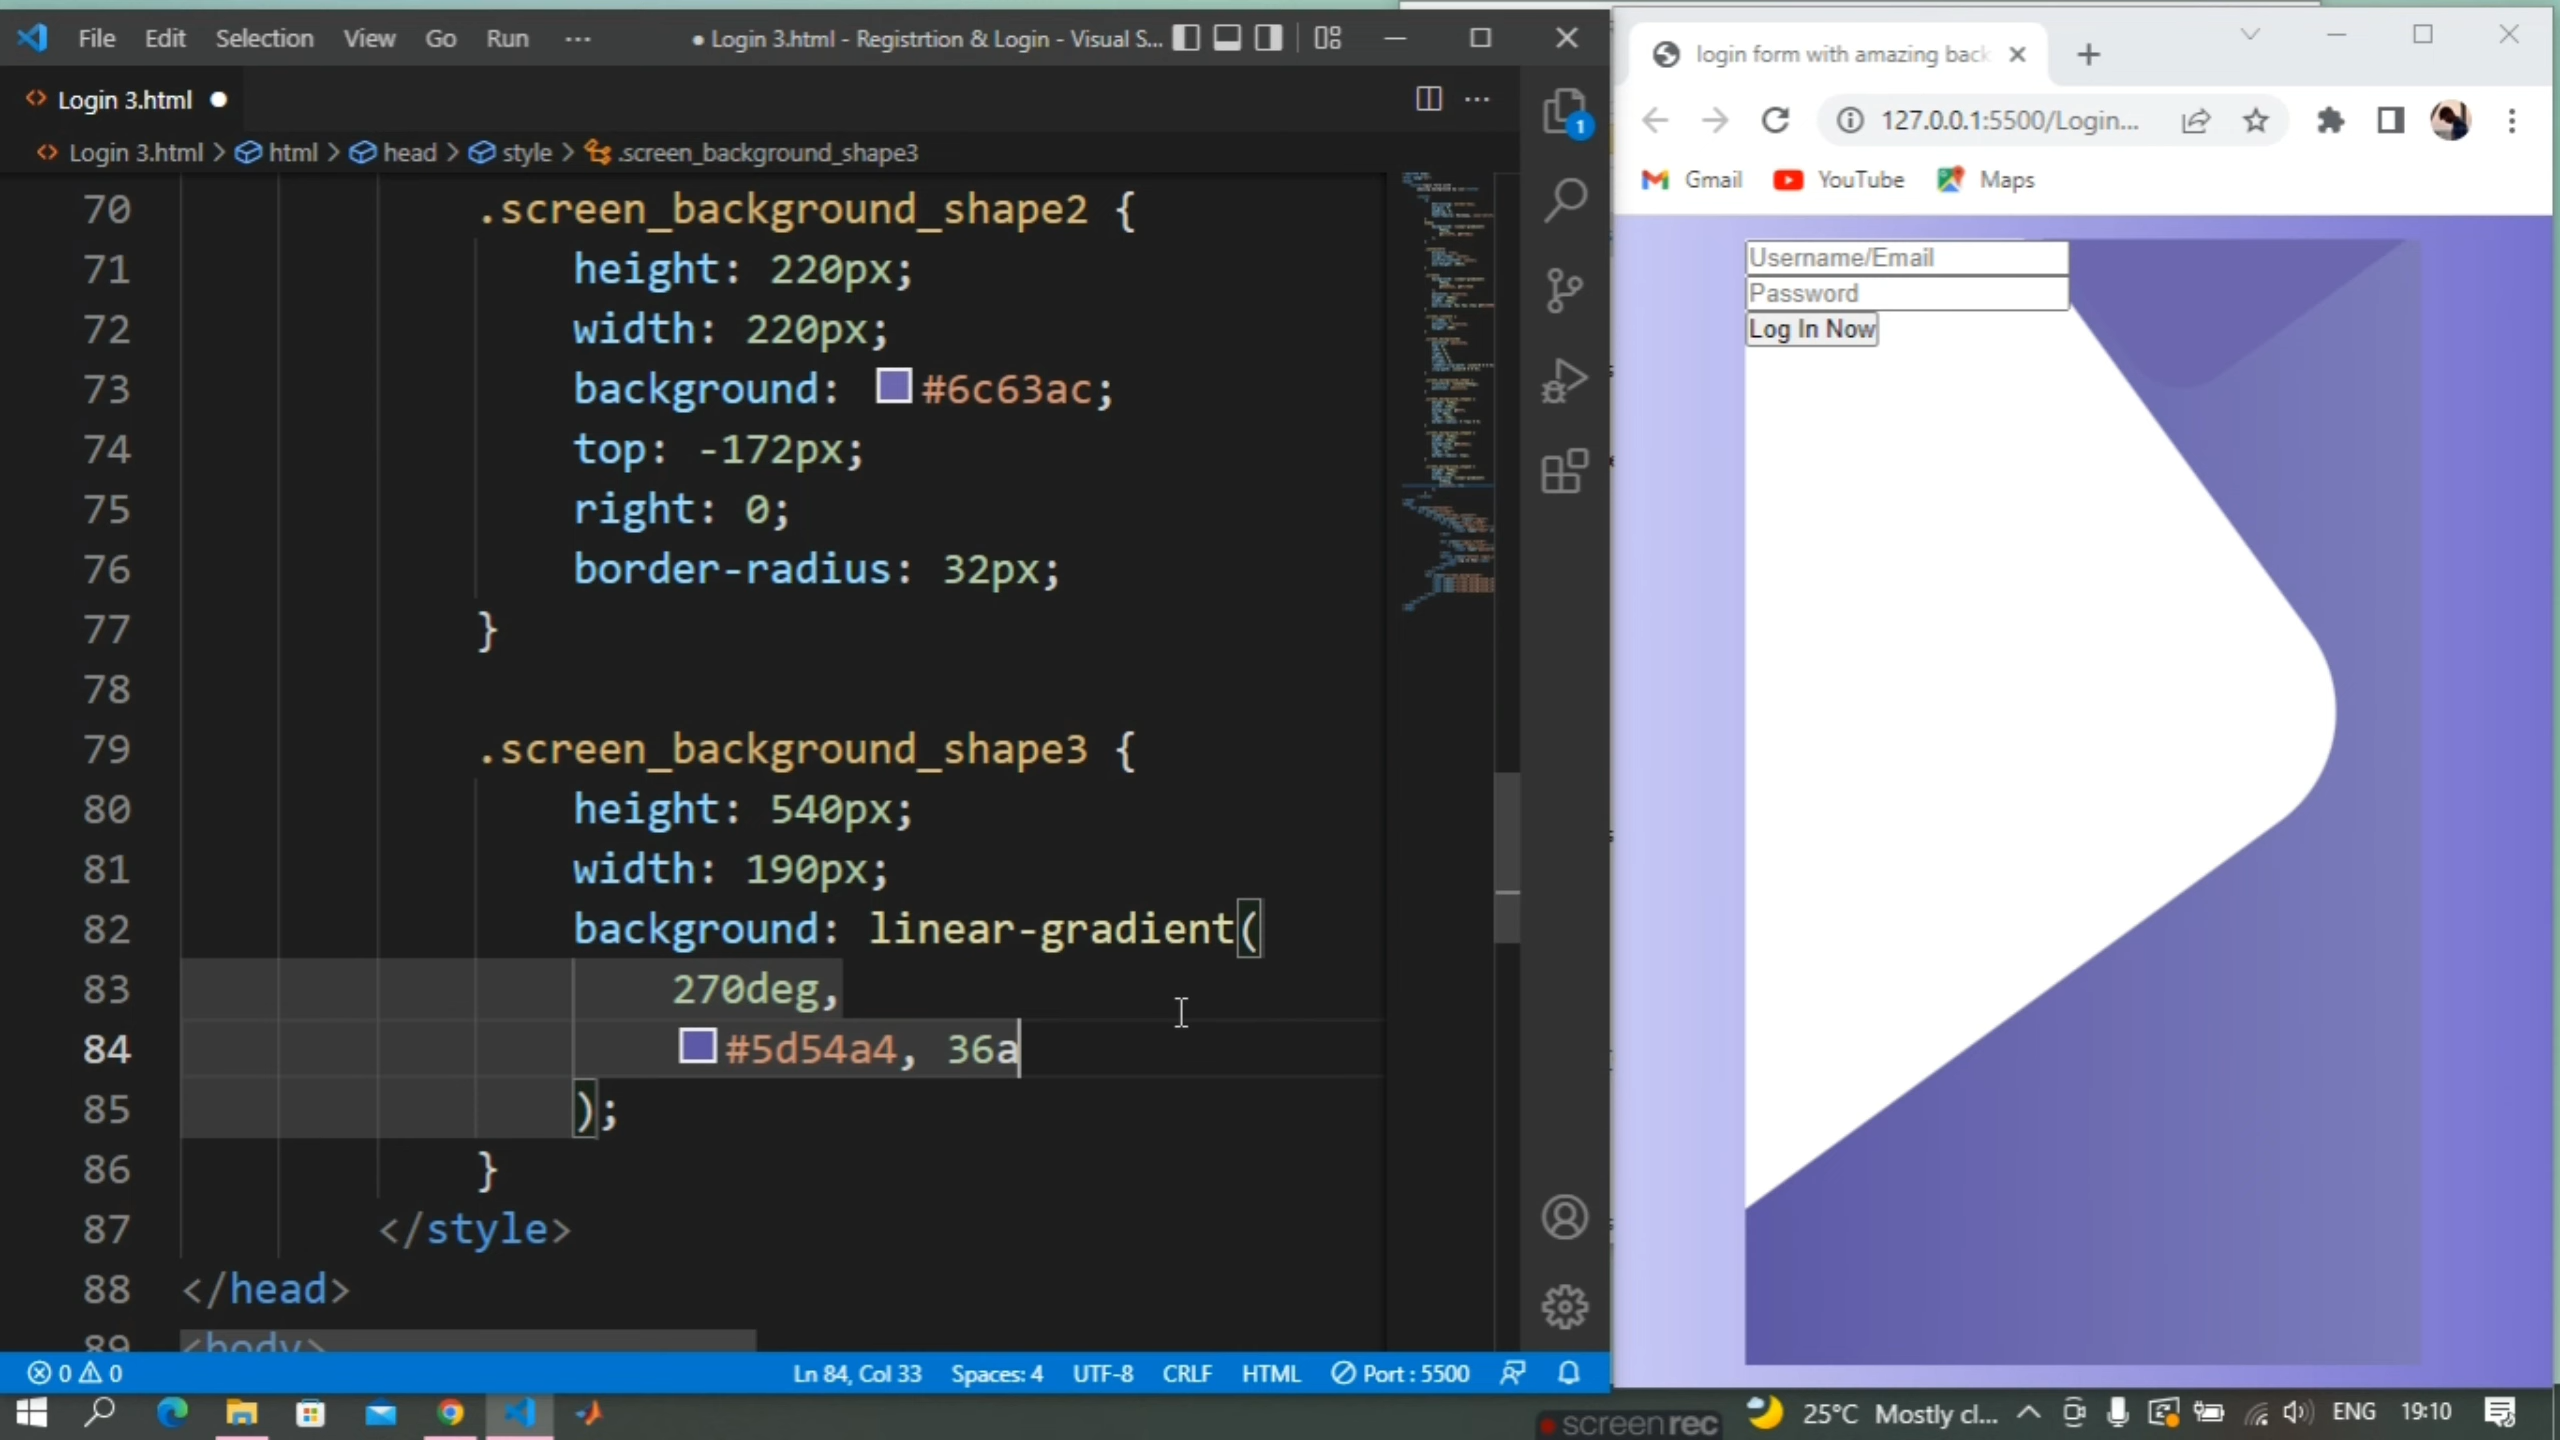 File Edit Selection View Go Run ··· ● Login 3.html - Registrtion & Login - Visual S...
Login 3.html ●
Login 3.html > html > head > style > .screen_background_shape3
70 .screen_background_shape2 {
71 height: 220px;
72 width: 220px;
73 background: #6c63ac;
74 top: -172px;
75 right: 0;
76 border-radius: 32px;
77 }
78
79 .screen_background_shape3 {
80 height: 540px;
81 width: 190px;
82 background: linear-gradient(
83 270deg,
84 #5d54a4, 36a
85 );
86 }
87 </style>
88 </head>
89 <body>
1
0 0 Ln 84, Col 33 Spaces: 4 UTF-8 CRLF HTML Port : 5500
login form with amazing back
127.0.0.1:5500/Login...
Gmail YouTube Maps
Username/Email
Password
Log In Now
screenrec
25°C Mostly cl... ENG 19:10